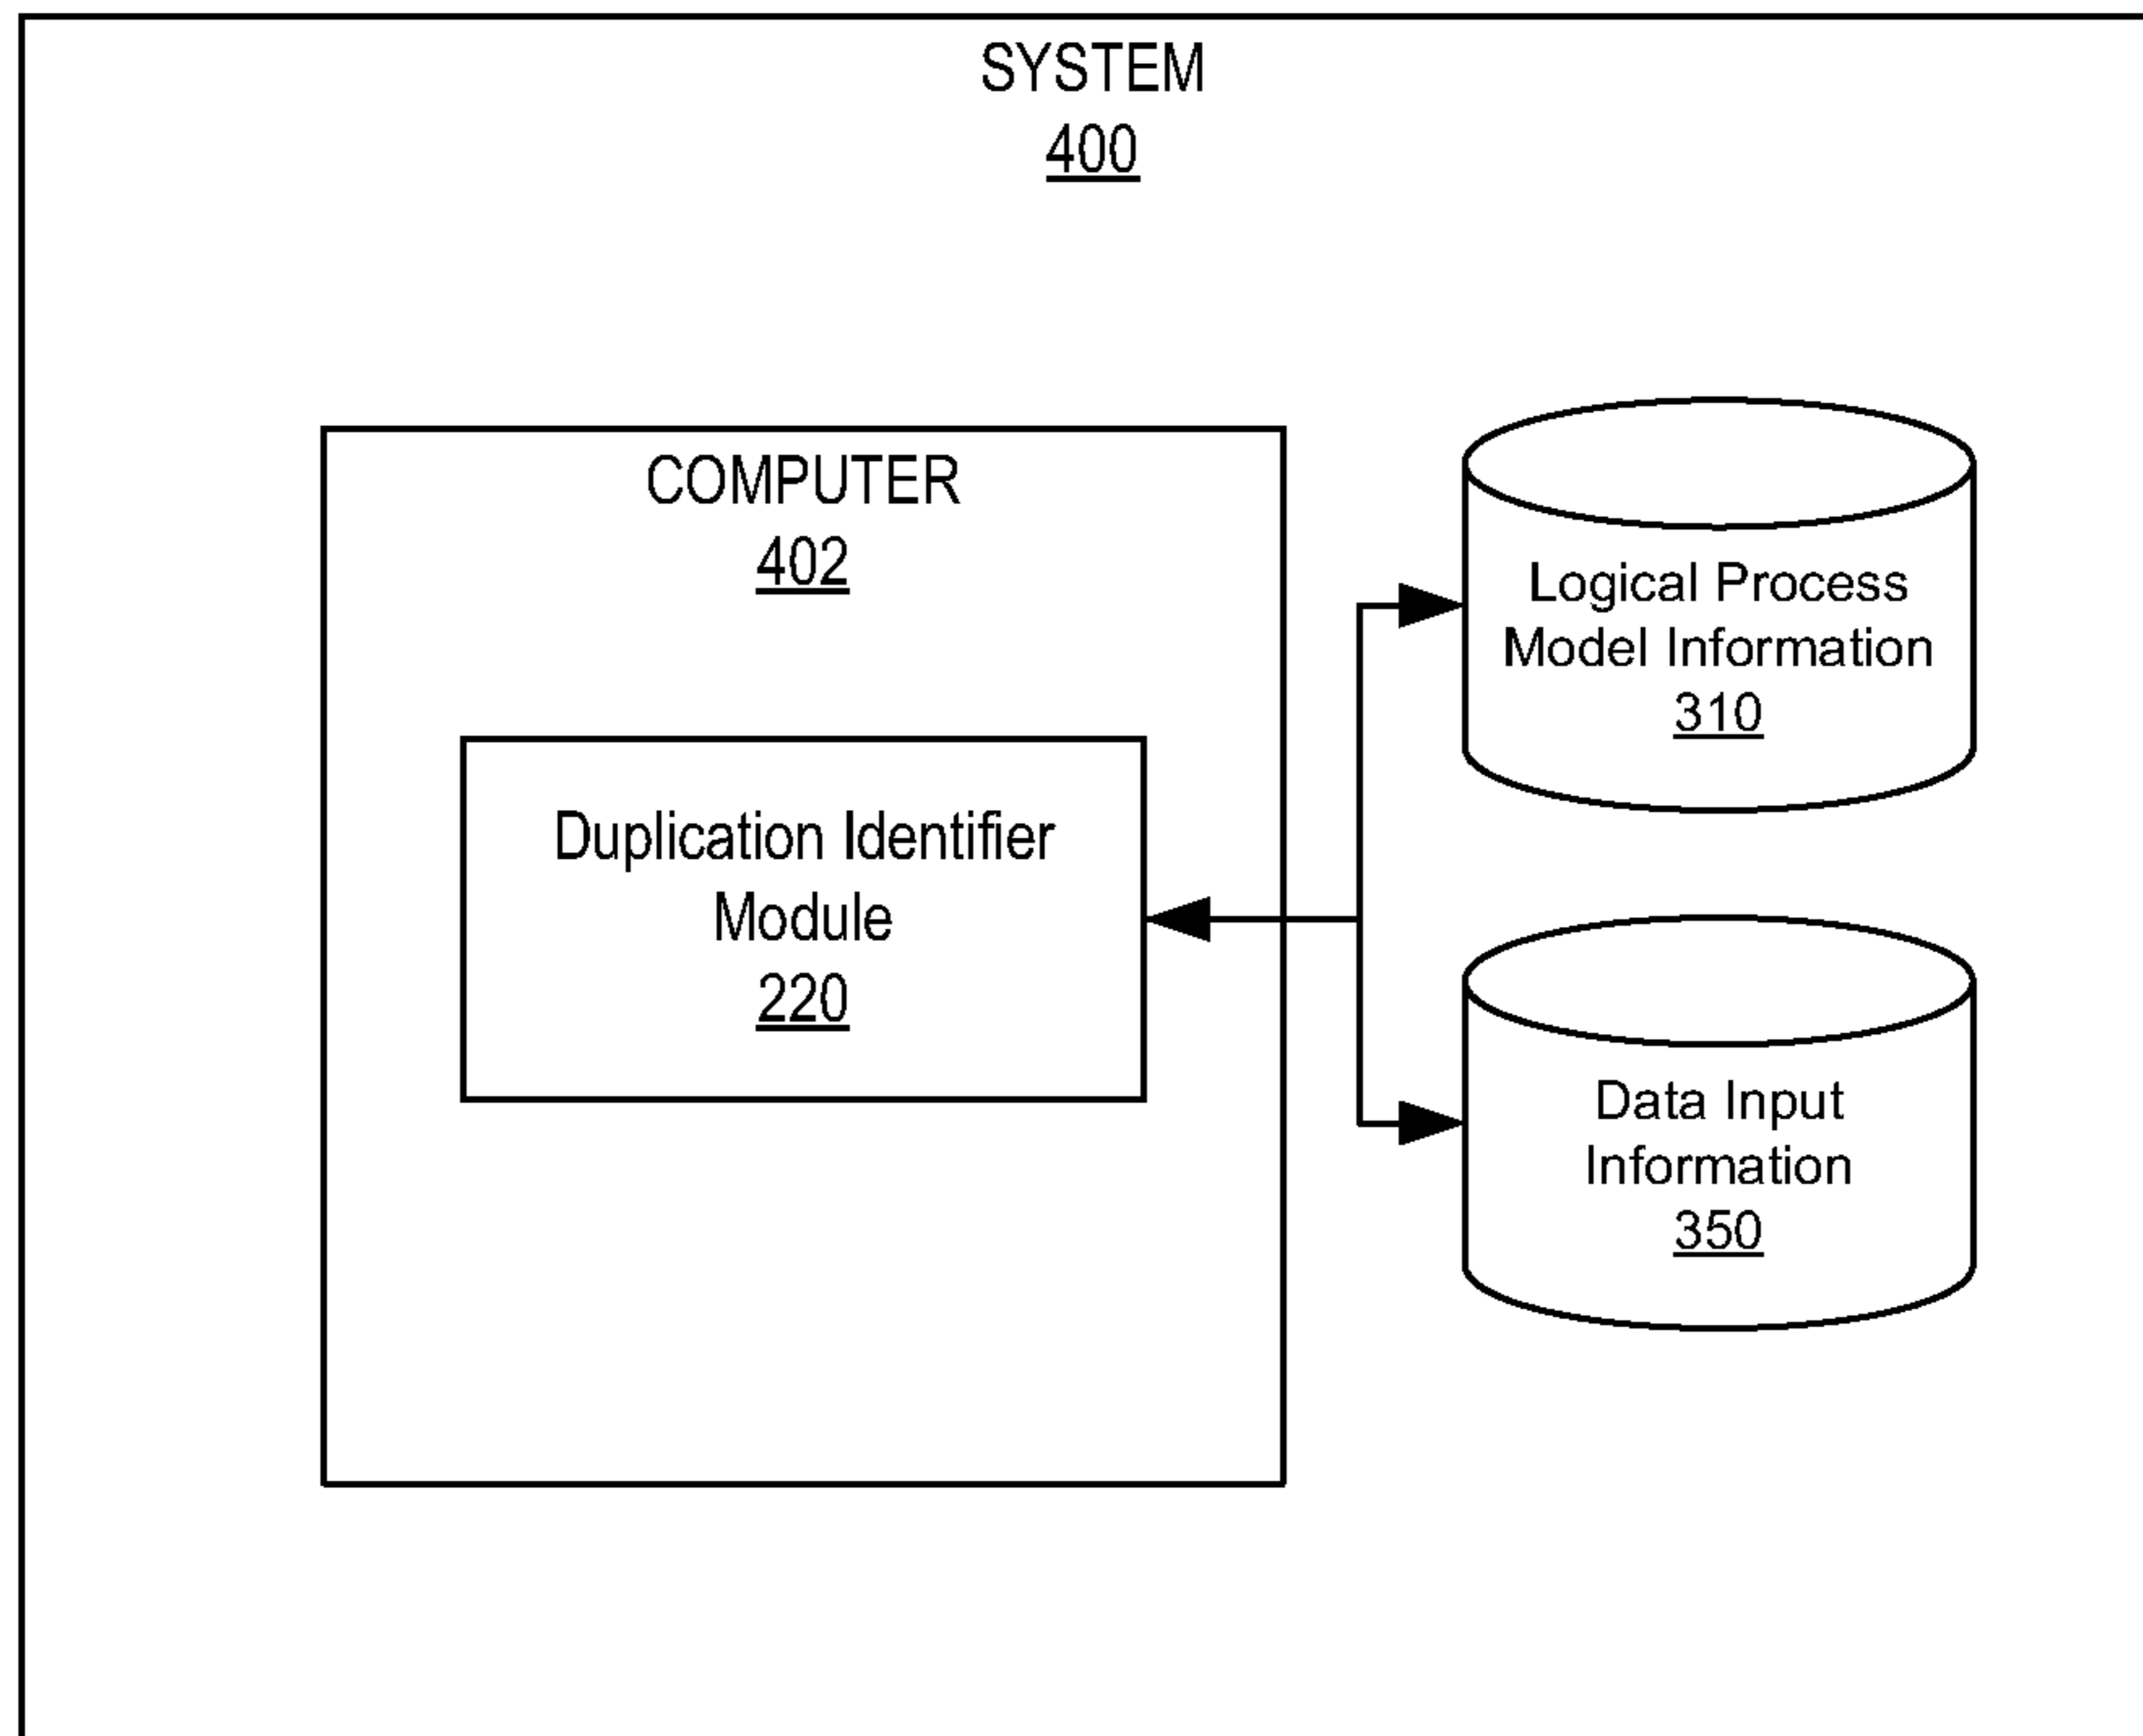 SYSTEM
400
COMPUTER
402
Duplication Identifier
Module
220
Logical Process
Model Information
310
Data Input
Information
350